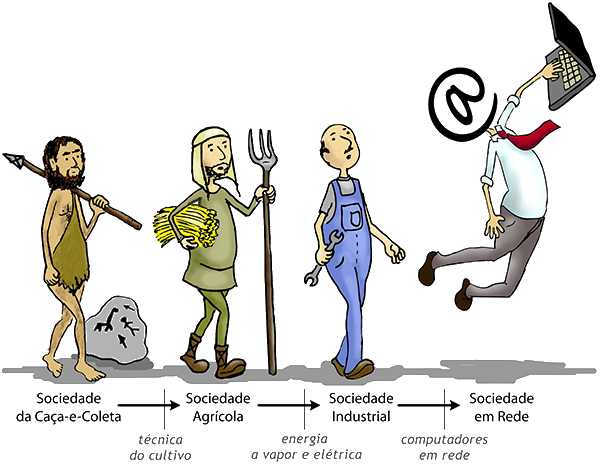 @
Sociedade
da Caça-e-Coleta
Sociedade
Agrícola
Sociedade
Industrial
Sociedade
em Rede
técnica
do cultivo
energia
a vapor e elétrica
computadores
em rede